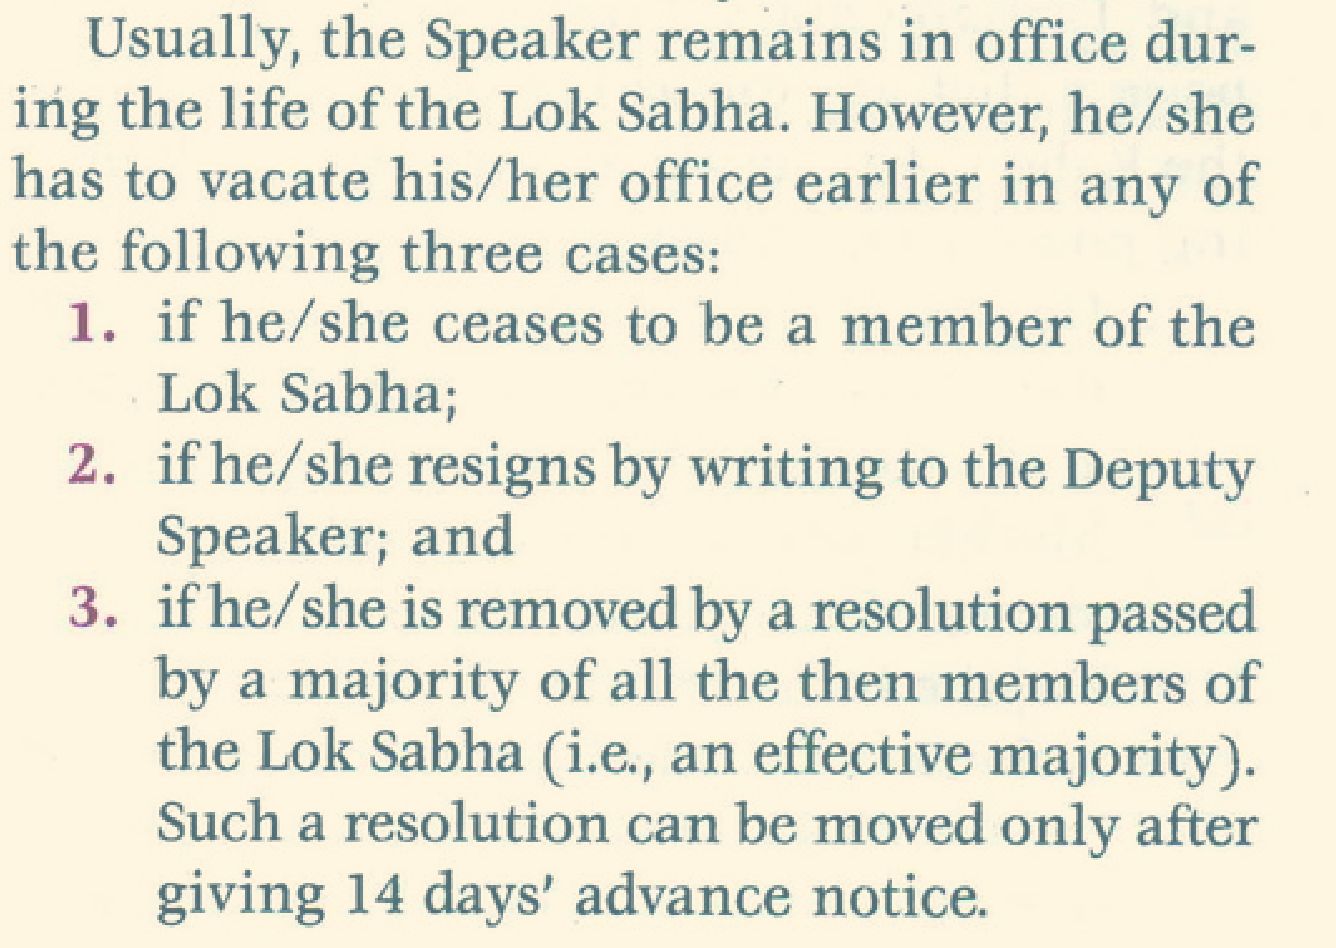 Usually, the Speaker remains in office dur-
ing the life of the Lok Sabha. However, he/she
has to vacate his/her office earlier in any of
the following three cases:
1. if he/she ceases to be a member of the
Lok Sabha;
2. if he/she resigns by writing to the Deputy
Speaker; and
3. if he/she is removed by a resolution passed
by a majority of all the then members of
the Lok Sabha (i.e., an effective majority).
Such a resolution can be moved only after
giving 14 days' advance notice.